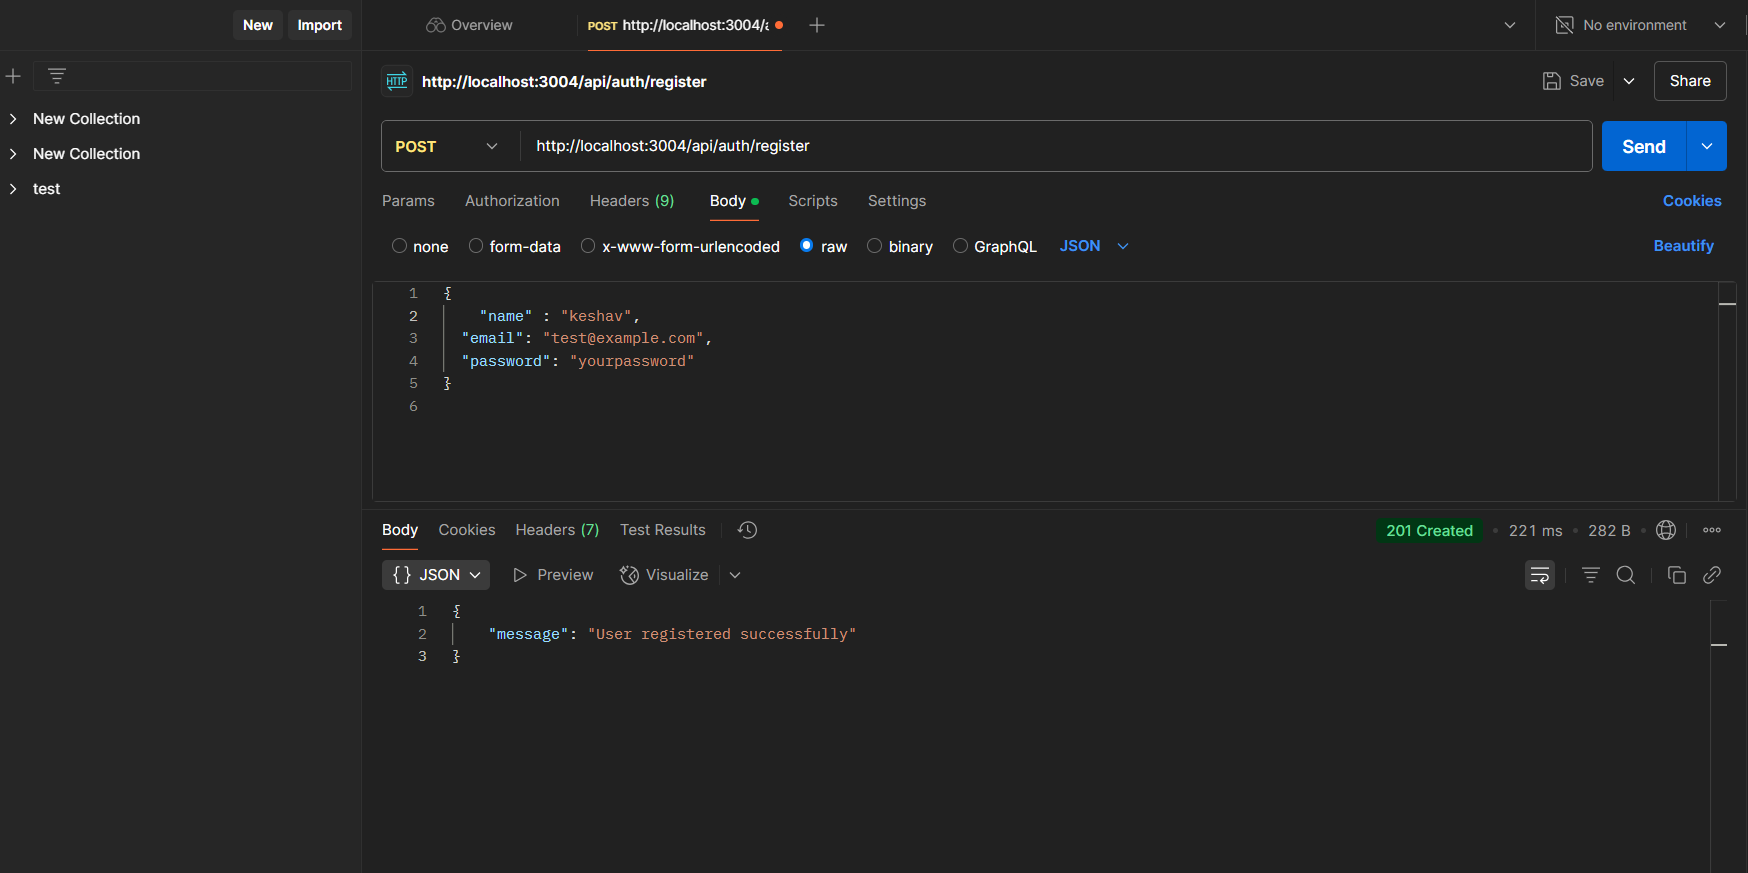 New Import
Overview POST http://localhost:3004/a No environment
HTTP http://localhost:3004/api/auth/register Save Share
New Collection
New Collection
test
POST http://localhost:3004/api/auth/register Send
Params Authorization Headers (9) Body Scripts Settings Cookies
none form-data x-www-form-urlencoded raw binary GraphQL JSON Beautify
1 {
2 "name" : "keshav",
3 "email": "test@example.com",
4 "password": "yourpassword"
5 }
6
Body Cookies Headers (7) Test Results 201 Created • 221 ms • 282 B •
{} JSON Preview Visualize
1 {
2 "message": "User registered successfully"
3 }